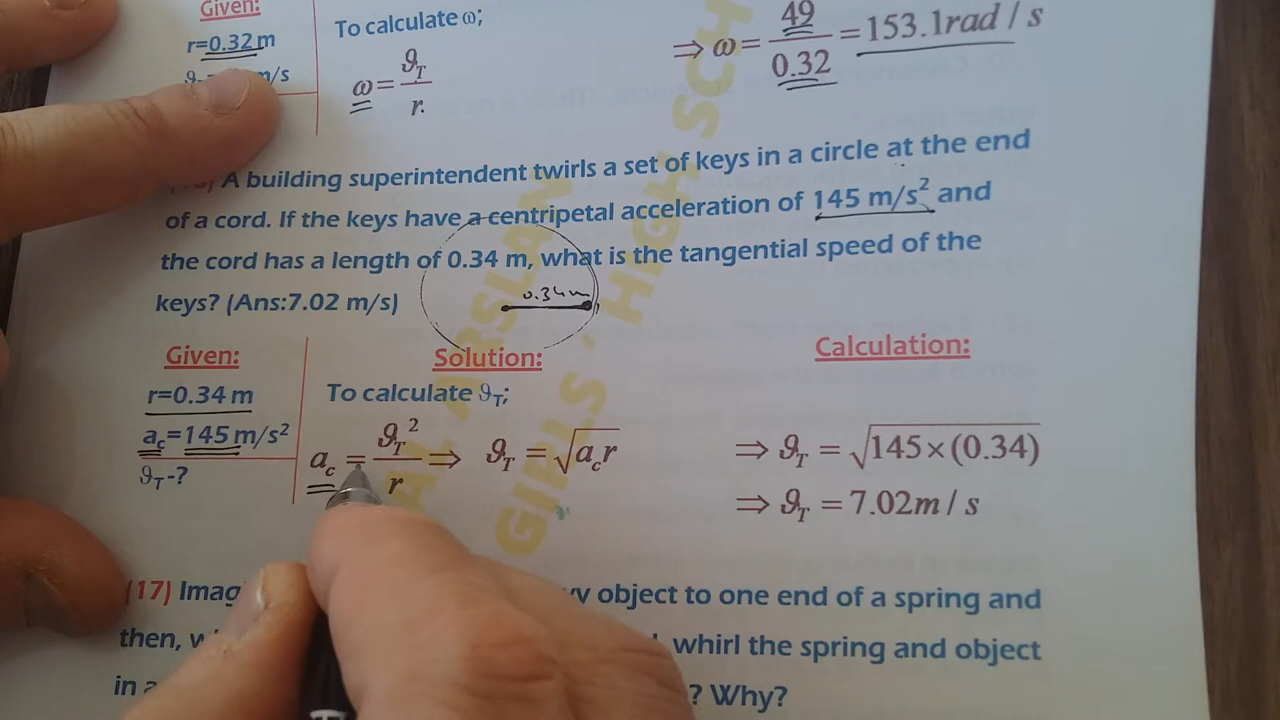 Given:
r=0.32 m
m/s
To calculate ω;
ω = ϑT / r.
⇒ ω = 49 / 0.32 = 153.1rad / s
A building superintendent twirls a set of keys in a circle at the end
of a cord. If the keys have a centripetal acceleration of 145 m/s² and
the cord has a length of 0.34 m, what is the tangential speed of the
keys? (Ans:7.02 m/s)
0.34m
Given:
r=0.34 m
ac=145 m/s²
ϑT-?
Solution:
To calculate ϑT;
ac = ϑT² / r ⇒ ϑT = √acr
Calculation:
⇒ ϑT = √145×(0.34)
⇒ ϑT = 7.02m / s
(17) object to one end of a spring and
then, whirl the spring and object
in ? Why?
GIRLS - HIGH SCH